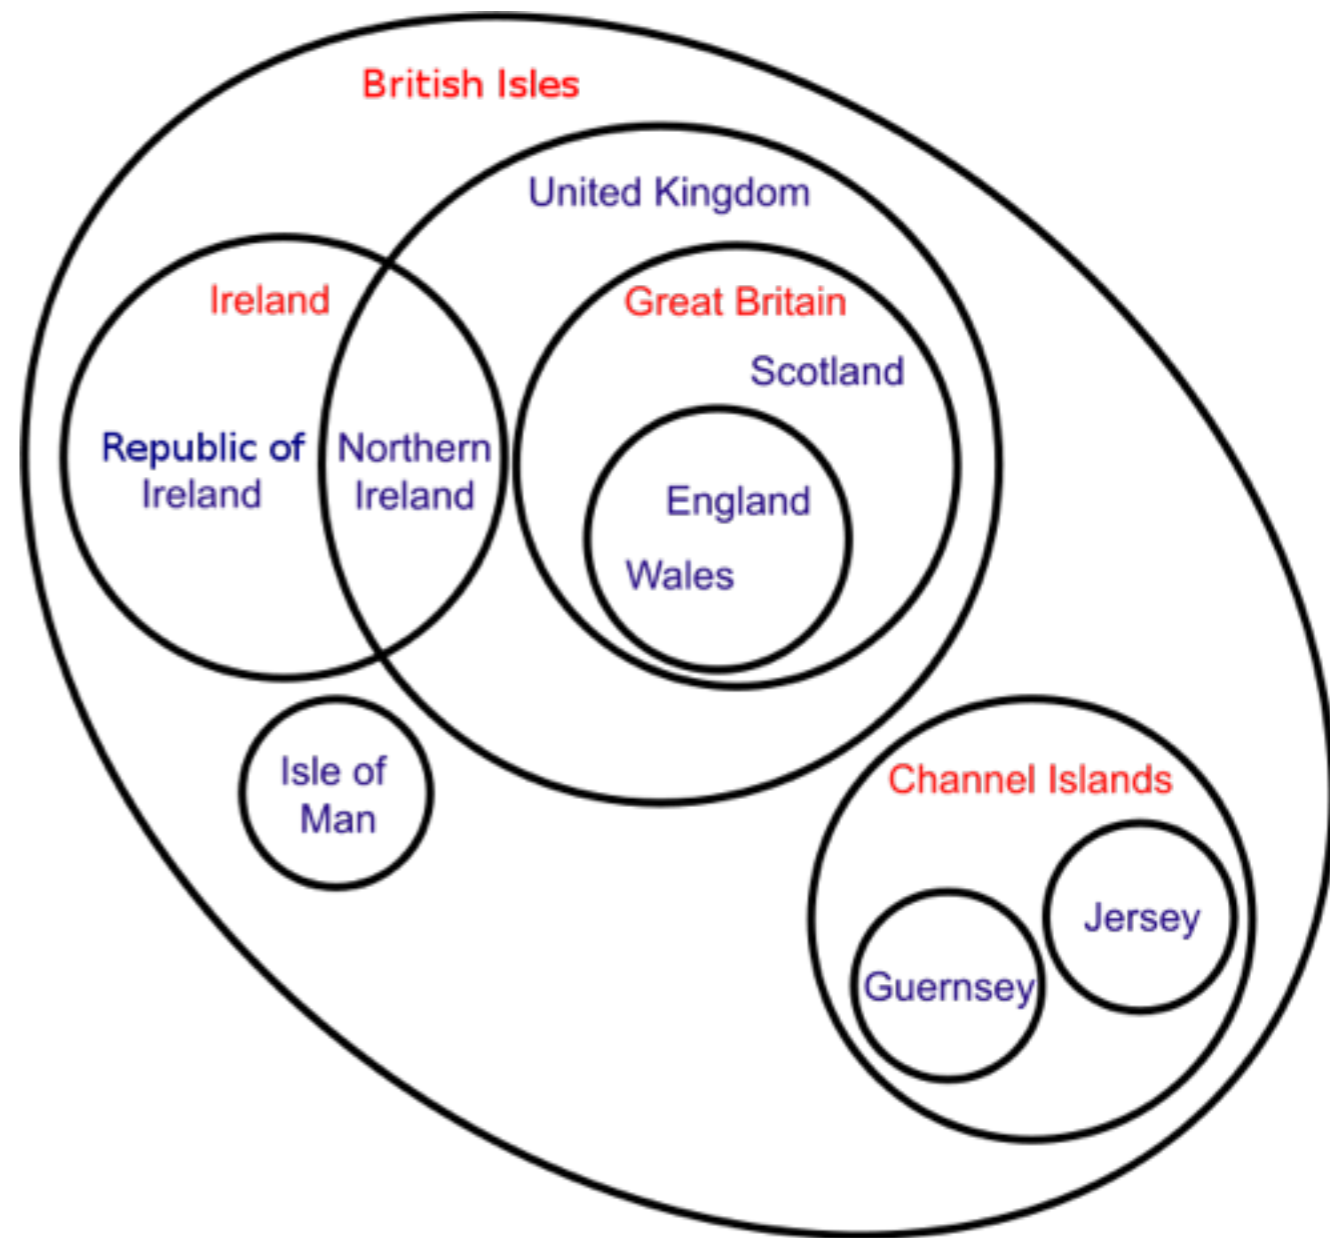 British Isles
United Kingdom
Ireland
Great Britain
Scotland
Republic of
Ireland
Northern
Ireland
England
Wales
Isle of
Man
Channel Islands
Jersey
Guernsey